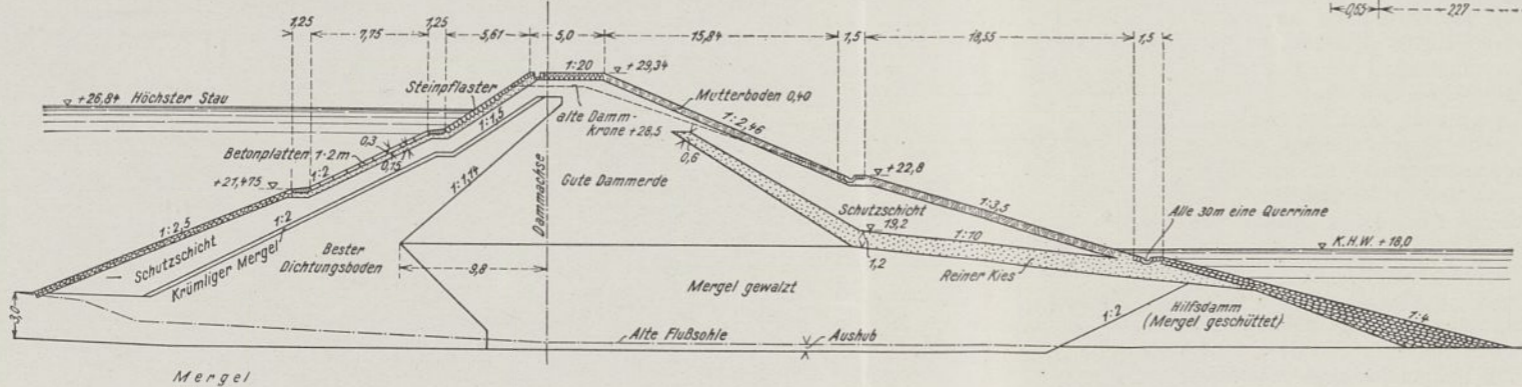 0,55
2,27
1,25
7,75
1,25
5,61
5,0
15,84
1,5
18,55
1,5
1:20
+29,34
Steinpflaster
+26,84 Höchster Stau
Mutterboden 0,40
alte Damm-
krone +28,5
1:1,5
1:2,46
0,3
0,15
Betonplatten 1·2m
1:2
0,6
+22,8
+21,475
1:1,14
Dammachse
Gute Dammerde
1:3,5
1:2,5
1:2
Schutzschicht
19,2
Alle 30m eine Querrinne
1:10
K.H.W. +18,0
Schutzschicht
Krümliger Mergel
Bester
Dichtungsboden
9,8
1,2
Reiner Kies
Mergel gewalzt
3,0
1:2
Hilfsdamm
(Mergel geschüttet)
1:4
Alte Flußsohle
Aushub
Mergel